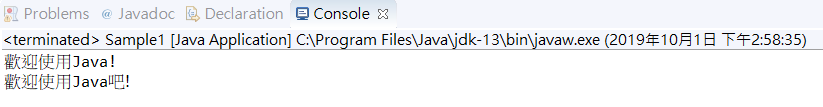 Problems @ Javadoc Declaration Console
<terminated> Sample1 [Java Application] C:\Program Files\Java\jdk-13\bin\javaw.exe (2019年10月1日 下午2:58:35)
歡迎使用Java!
歡迎使用Java吧!